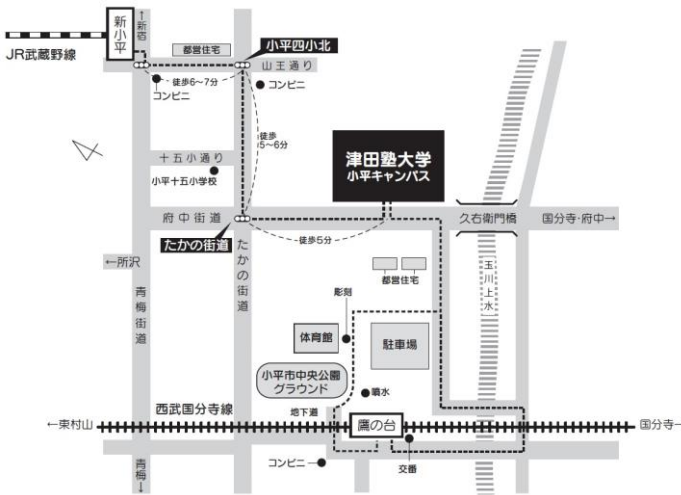 新小平
JR武蔵野線
←新宿
都営住宅
小平四小北
山王通り
徒歩6〜7分
コンビニ
コンビニ
徒歩
5〜6分
十五小通り
小平十五小学校
津田塾大学
小平キャンパス
府中街道
久右衛門橋
国分寺・府中→
たかの街道
徒歩5分
←所沢
青梅街道
たかの街道
玉川上水
都営住宅
彫刻
体育館
駐車場
小平市中央公園
グラウンド
噴水
西武国分寺線
地下道
←東村山
鷹の台
国分寺→
青梅↓
コンビニ
交番